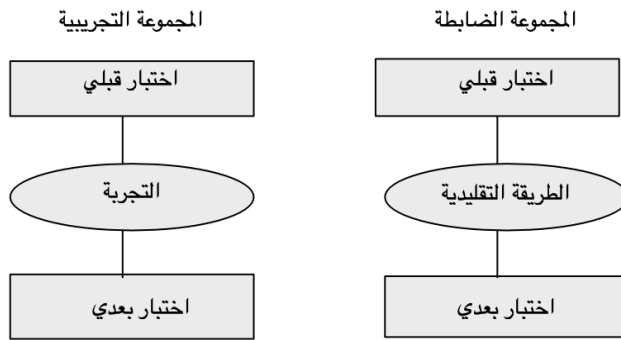 المجموعة الضابطة
المجموعة التجريبية
اختبار قبلي
اختبار قبلي
الطريقة التقليدية
التجربة
اختبار بعدي
اختبار بعدي